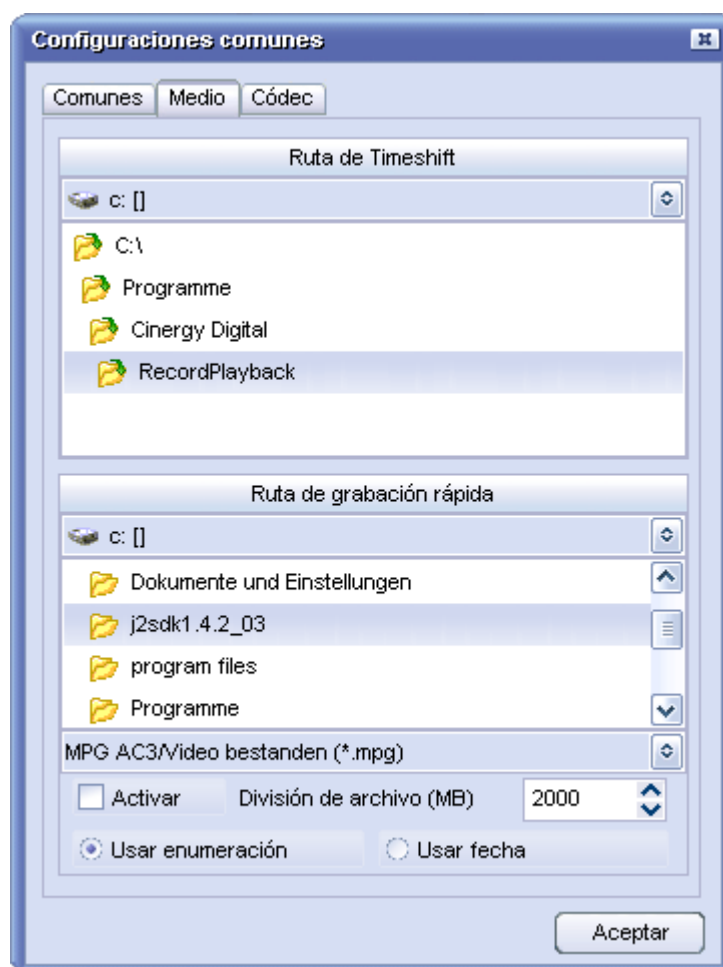 Configuraciones comunes
Comunes Medio Códec
Ruta de Timeshift
c: []
C:\
Programme
Cinergy Digital
RecordPlayback
Ruta de grabación rápida
c: []
Dokumente und Einstellungen
j2sdk1.4.2_03
program files
Programme
MPG AC3/Video bestanden (*.mpg)
Activar División de archivo (MB) 2000
Usar enumeración Usar fecha
Aceptar